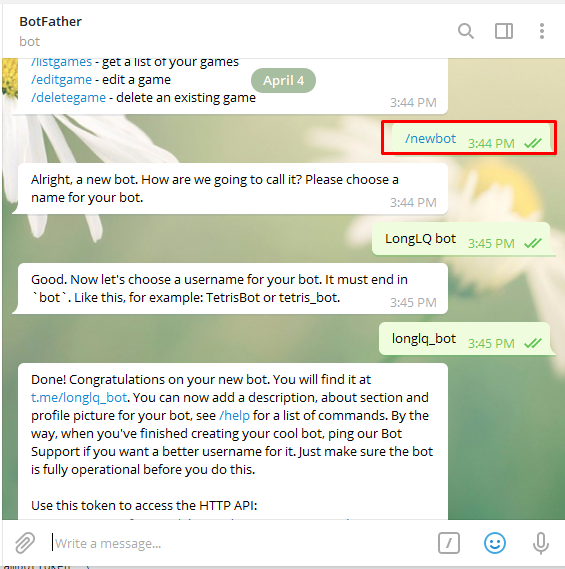 BotFather
bot
/listgames - get a list of your games
/editgame - edit a game
April 4
/deletegame - delete an existing game
3:44 PM
/newbot 3:44 PM
Alright, a new bot. How are we going to call it? Please choose a
name for your bot.
3:44 PM
LongLQ bot 3:45 PM
Good. Now let's choose a username for your bot. It must end in
`bot`. Like this, for example: TetrisBot or tetris_bot.
3:45 PM
longlq_bot 3:45 PM
Done! Congratulations on your new bot. You will find it at
t.me/longlq_bot. You can now add a description, about section and
profile picture for your bot, see /help for a list of commands. By the
way, when you've finished creating your cool bot, ping our Bot
Support if you want a better username for it. Just make sure the bot
is fully operational before you do this.
Use this token to access the HTTP API:
Write a message...